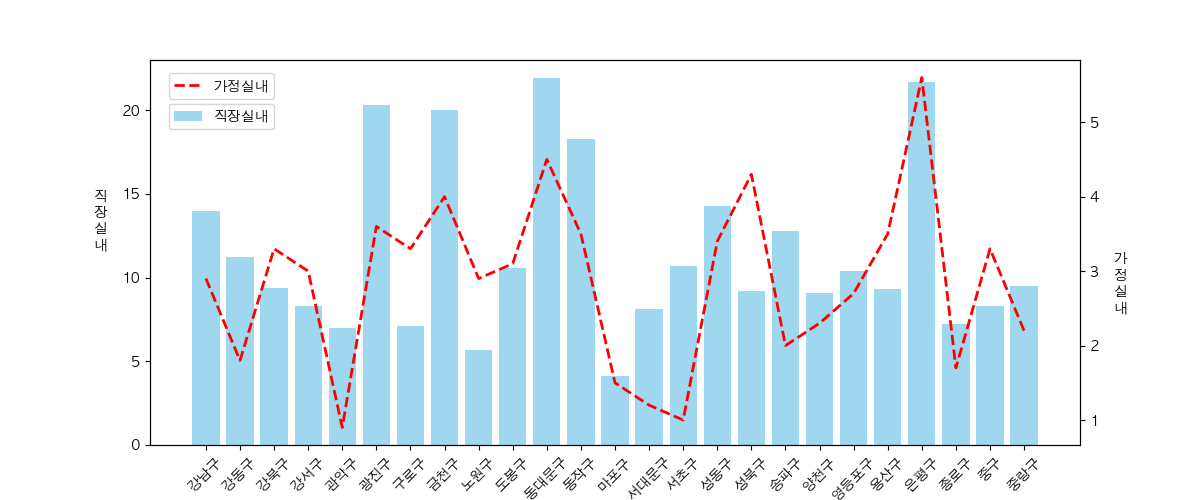 가정실내
직장실내
직장실내
20
15
10
5
0
5
4
3
2
1
가정실내
강남구
강동구
강북구
강서구
관악구
광진구
구로구
금천구
노원구
도봉구
동대문구
동작구
마포구
서대문구
서초구
성동구
성북구
송파구
양천구
영등포구
용산구
은평구
종로구
중구
중랑구